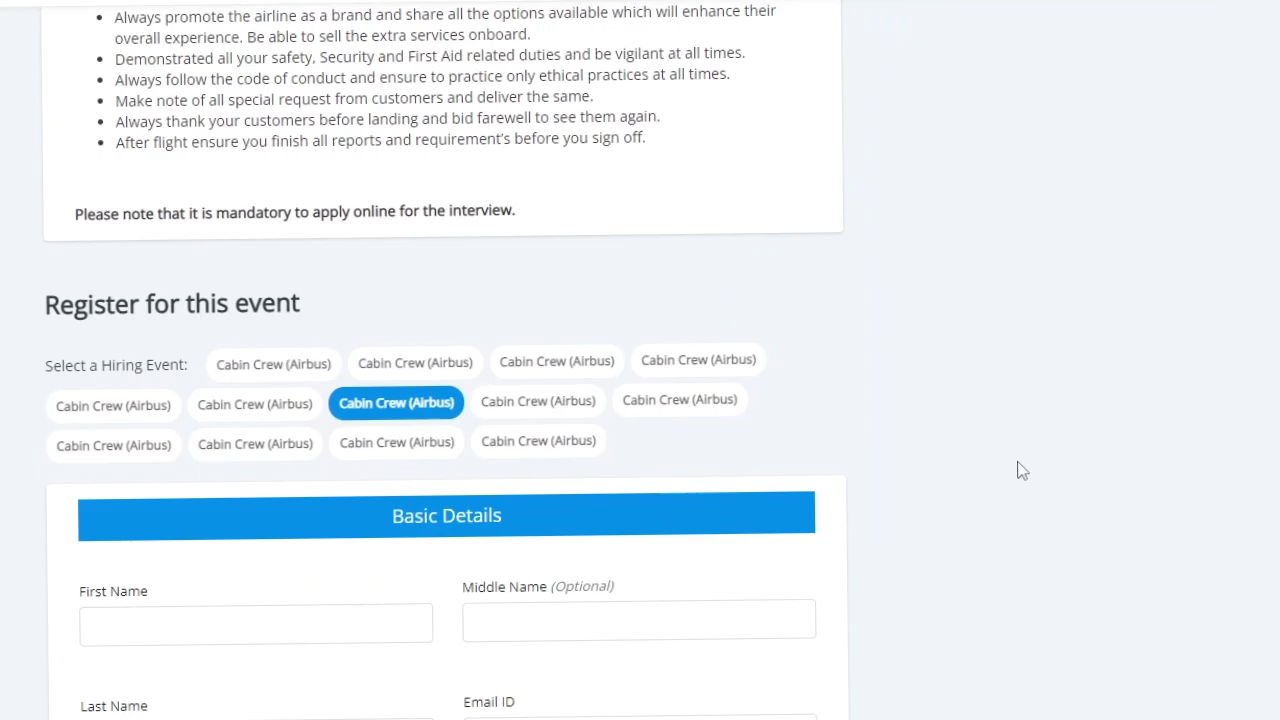 Always promote the airline as a brand and share all the options available which will enhance their
overall experience. Be able to sell the extra services onboard.
Demonstrated all your safety, Security and First Aid related duties and be vigilant at all times.
Always follow the code of conduct and ensure to practice only ethical practices at all times.
Make note of all special request from customers and deliver the same.
Always thank your customers before landing and bid farewell to see them again.
After flight ensure you finish all reports and requirement's before you sign off.
Please note that it is mandatory to apply online for the interview.
Register for this event
Select a Hiring Event: Cabin Crew (Airbus) Cabin Crew (Airbus) Cabin Crew (Airbus) Cabin Crew (Airbus)
Cabin Crew (Airbus) Cabin Crew (Airbus) Cabin Crew (Airbus) Cabin Crew (Airbus) Cabin Crew (Airbus)
Cabin Crew (Airbus) Cabin Crew (Airbus) Cabin Crew (Airbus) Cabin Crew (Airbus)
Basic Details
First Name Middle Name (Optional)
Last Name Email ID